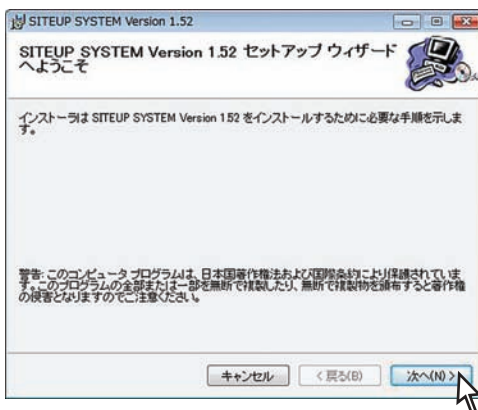 SITEUP SYSTEM Version 1.52
SITEUP SYSTEM Version 1.52 セットアップ ウィザード
へようこそ
インストーラは SITEUP SYSTEM Version 1.52 をインストールするために必要な手順を示しま
す。
警告: このコンピュータ プログラムは、日本国著作権法および国際条約により保護されていま
す。このプログラムの全部または一部を無断で複製したり、無断で複製物を頒布すると著作権
の侵害となりますのでご注意ください。
キャンセル
< 戻る(B)
次へ(N) >